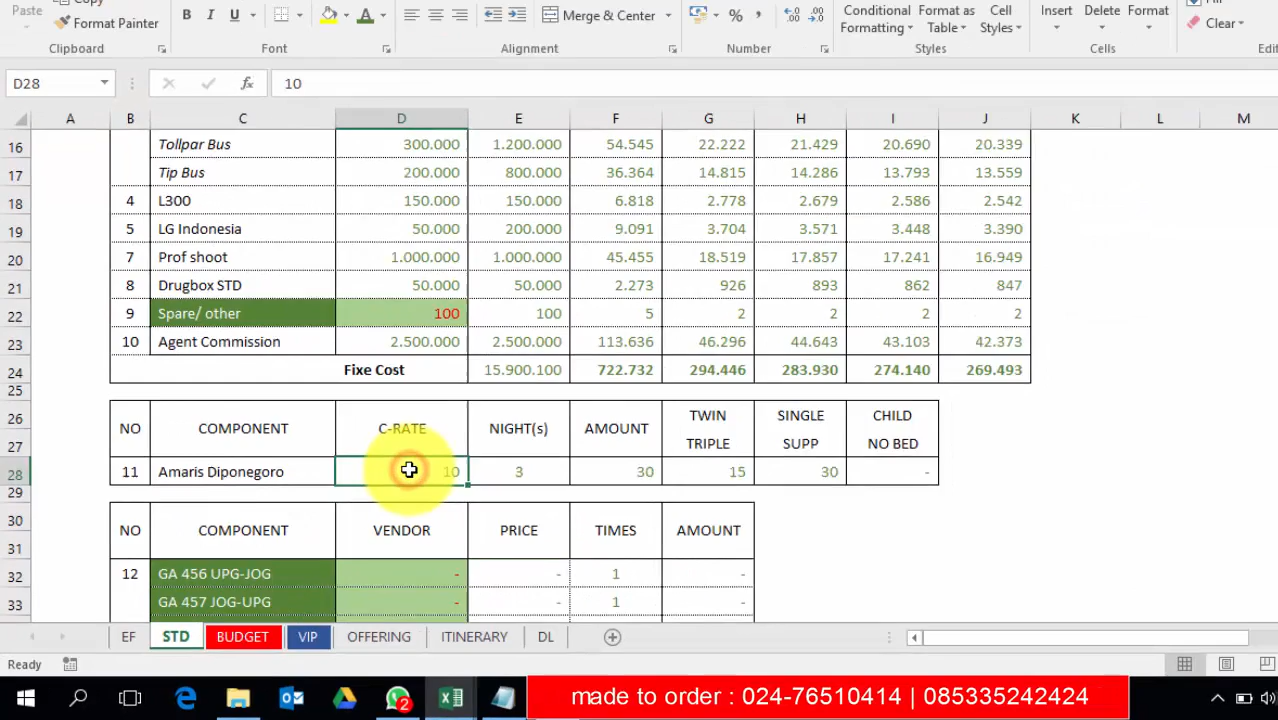 Paste Copy Format Painter B I U Merge & Center % , Conditional Formatting Format as Table Cell Styles Insert Delete Format Clear
Clipboard Font Alignment Number Styles Cells
D28 fx 10
A B C D E F G H I J K L M
16 Tollpar Bus 300.000 1.200.000 54.545 22.222 21.429 20.690 20.339
17 Tip Bus 200.000 800.000 36.364 14.815 14.286 13.793 13.559
18 4 L300 150.000 150.000 6.818 2.778 2.679 2.586 2.542
19 5 LG Indonesia 50.000 200.000 9.091 3.704 3.571 3.448 3.390
20 7 Prof shoot 1.000.000 1.000.000 45.455 18.519 17.857 17.241 16.949
21 8 Drugbox STD 50.000 50.000 2.273 926 893 862 847
22 9 Spare/ other 100 100 5 2 2 2 2
23 10 Agent Commission 2.500.000 2.500.000 113.636 46.296 44.643 43.103 42.373
24 Fixe Cost 15.900.100 722.732 294.446 283.930 274.140 269.493
25
26 NO COMPONENT C-RATE NIGHT(s) AMOUNT TWIN SINGLE CHILD
27 TRIPLE SUPP NO BED
28 11 Amaris Diponegoro 10 3 30 15 30 -
29
30 NO COMPONENT VENDOR PRICE TIMES AMOUNT
31
32 12 GA 456 UPG-JOG - - 1 -
33 GA 457 JOG-UPG - - 1 -
EF STD BUDGET VIP OFFERING ITINERARY DL
Ready
2
made to order : 024-76510414 | 085335242424